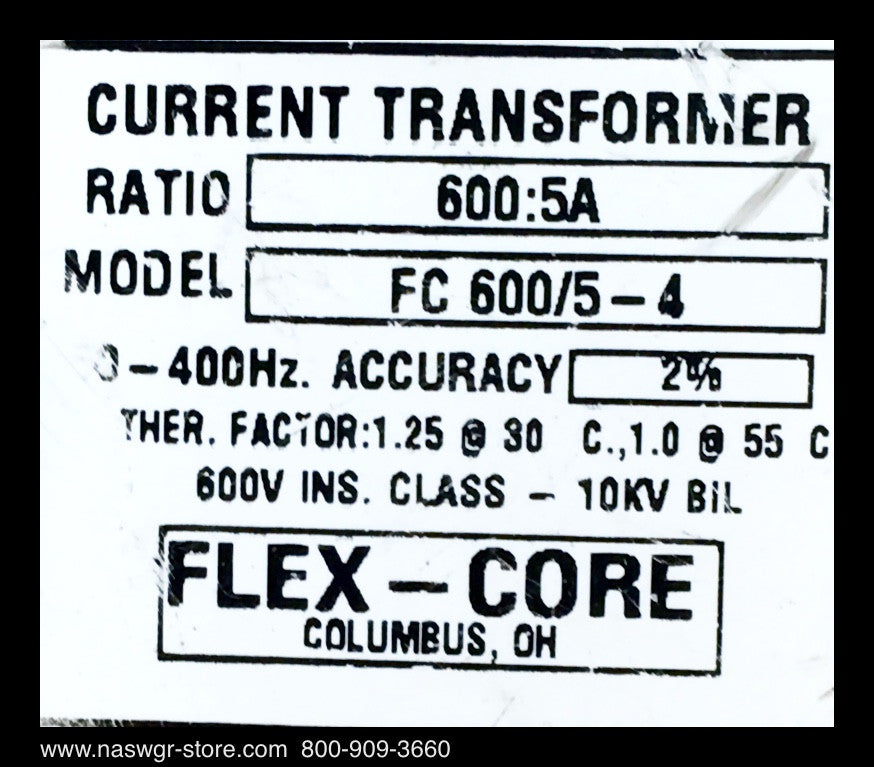 CURRENT TRANSFORMER
RATIO 600:5A
MODEL FC 600/5-4
-400Hz. ACCURACY 2%
THER. FACTOR:1.25 @ 30 C.,1.0 @ 55 C
600V INS. CLASS - 10KV BIL
FLEX-CORE
COLUMBUS, OH
www.naswgr-store.com 800-909-3660